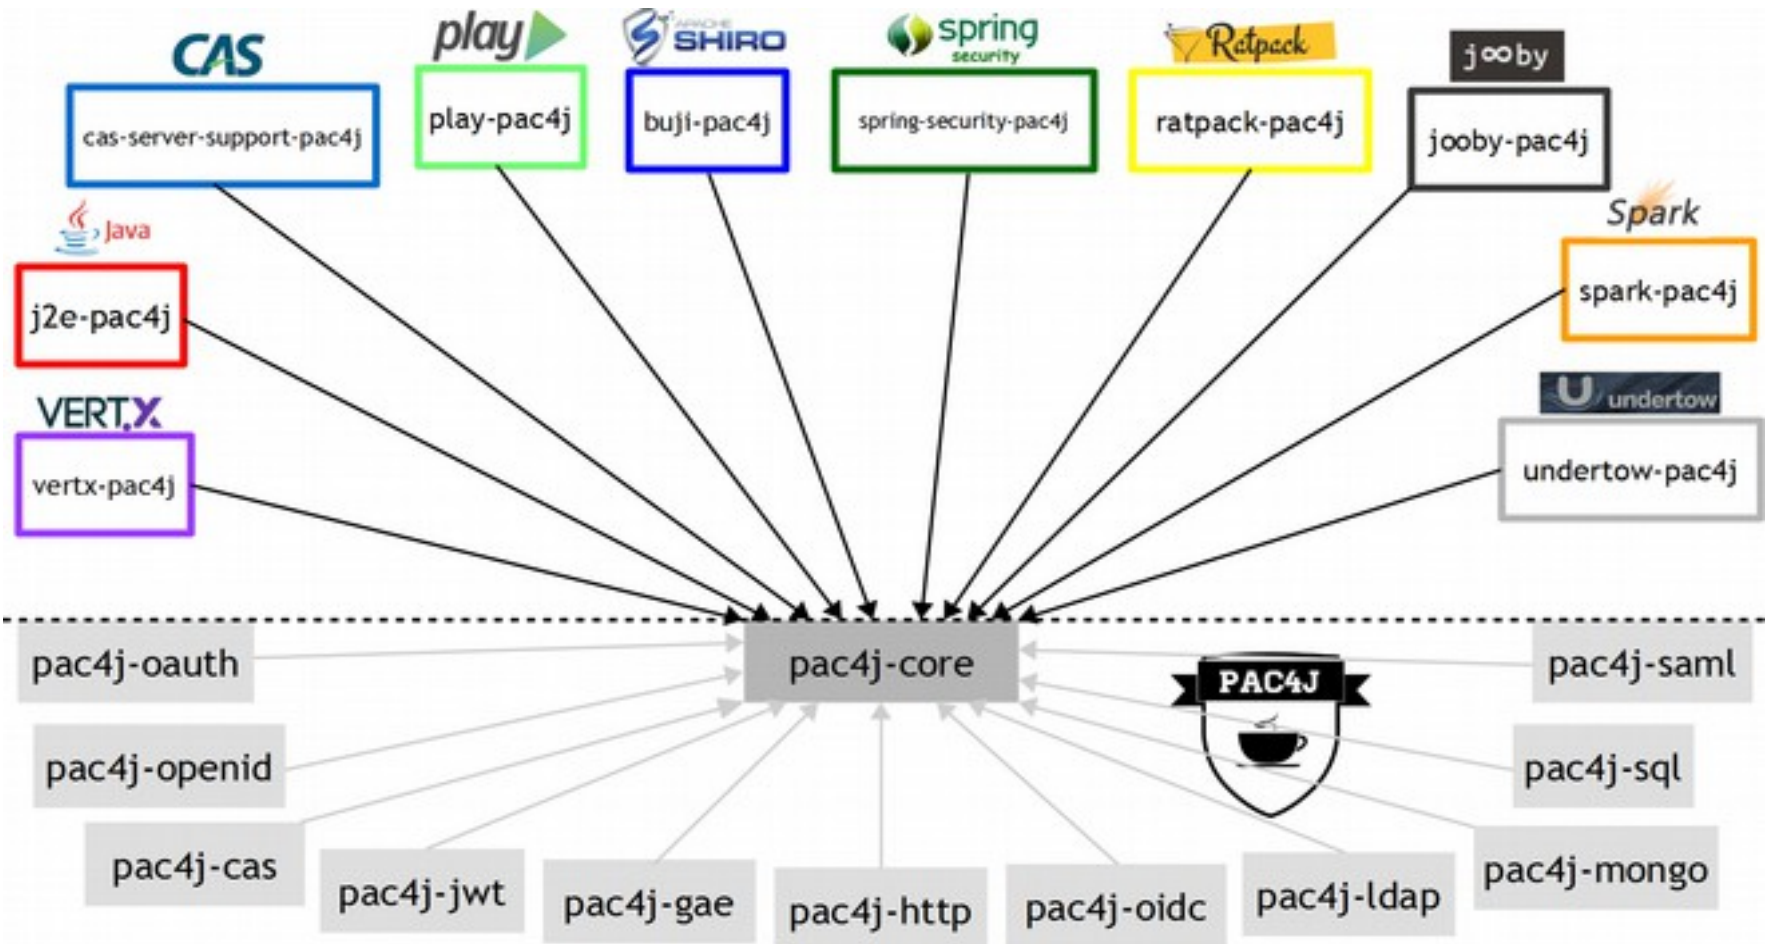 CAS
play
APACHE
SHIRO
spring
security
Ratpack
j∞by
cas-server-support-pac4j
play-pac4j
buji-pac4j
spring-security-pac4j
ratpack-pac4j
jooby-pac4j
Java
Spark
j2e-pac4j
spark-pac4j
VERT.X
U undertow
vertx-pac4j
undertow-pac4j
pac4j-oauth
pac4j-core
PAC4J
pac4j-saml
pac4j-openid
pac4j-sql
pac4j-cas
pac4j-jwt
pac4j-gae
pac4j-http
pac4j-oidc
pac4j-ldap
pac4j-mongo